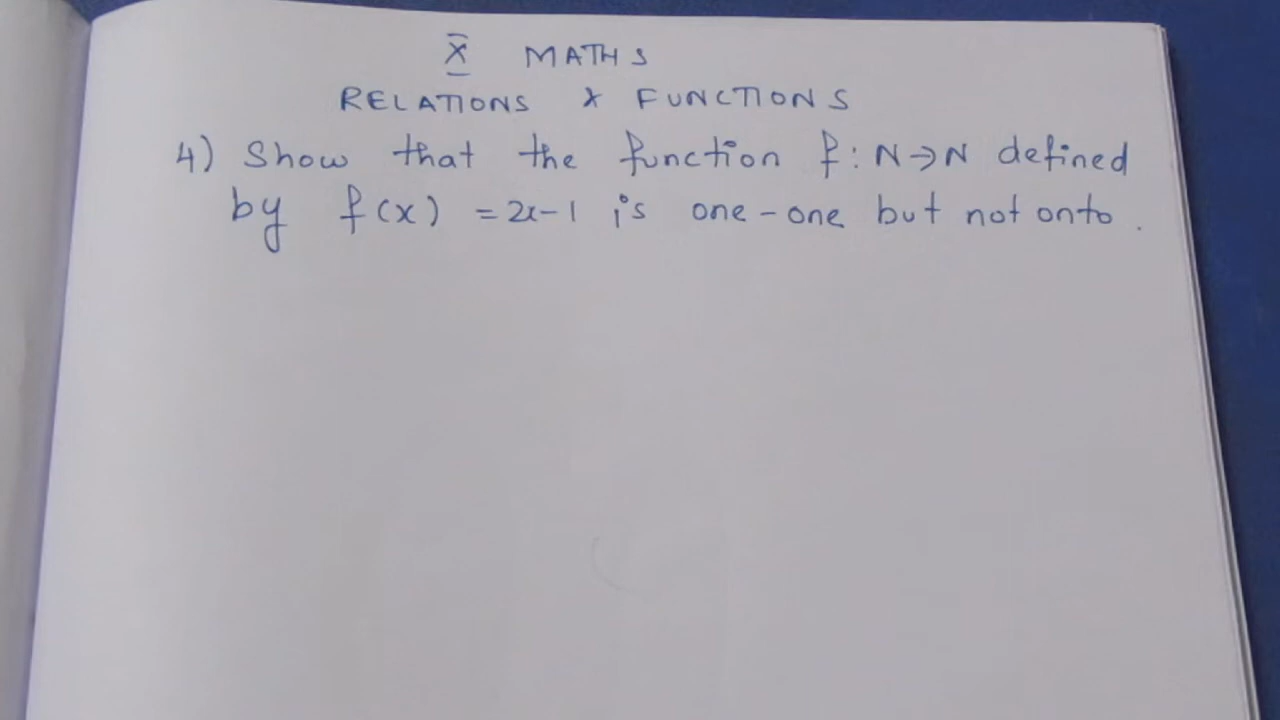 X MATHS
RELATIONS & FUNCTIONS
4) Show that the function f : N→N defined
by f(x) = 2x-1 is one-one but not onto.